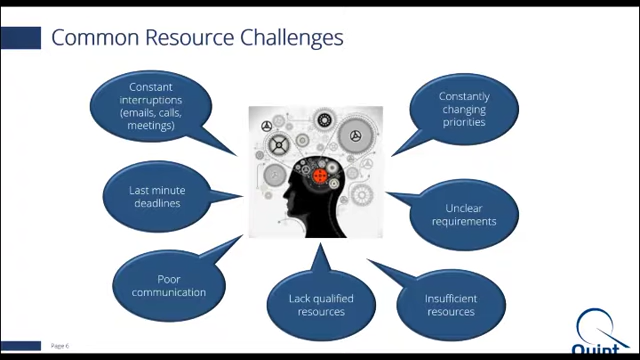 Common Resource Challenges
Constant
interruptions
(emails, calls,
meetings)
Constantly
changing
priorities
Last minute
deadlines
Unclear
requirements
Poor
communication
Lack qualified
resources
Insufficient
resources
Page 6
Quint